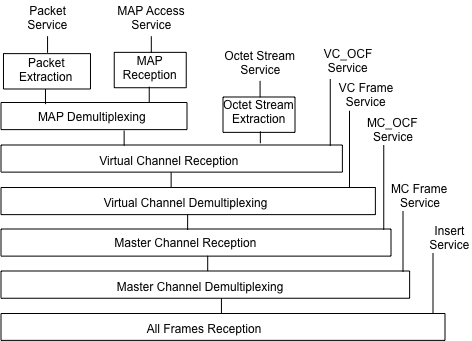 Packet
Service
MAP Access
Service
Packet
Extraction
MAP
Reception
Octet Stream
Service
VC_OCF
Service
VC Frame
Service
Octet Stream
Extraction
MAP Demultiplexing
MC_OCF
Service
Virtual Channel Reception
MC Frame
Service
Virtual Channel Demultiplexing
Insert
Service
Master Channel Reception
Master Channel Demultiplexing
All Frames Reception